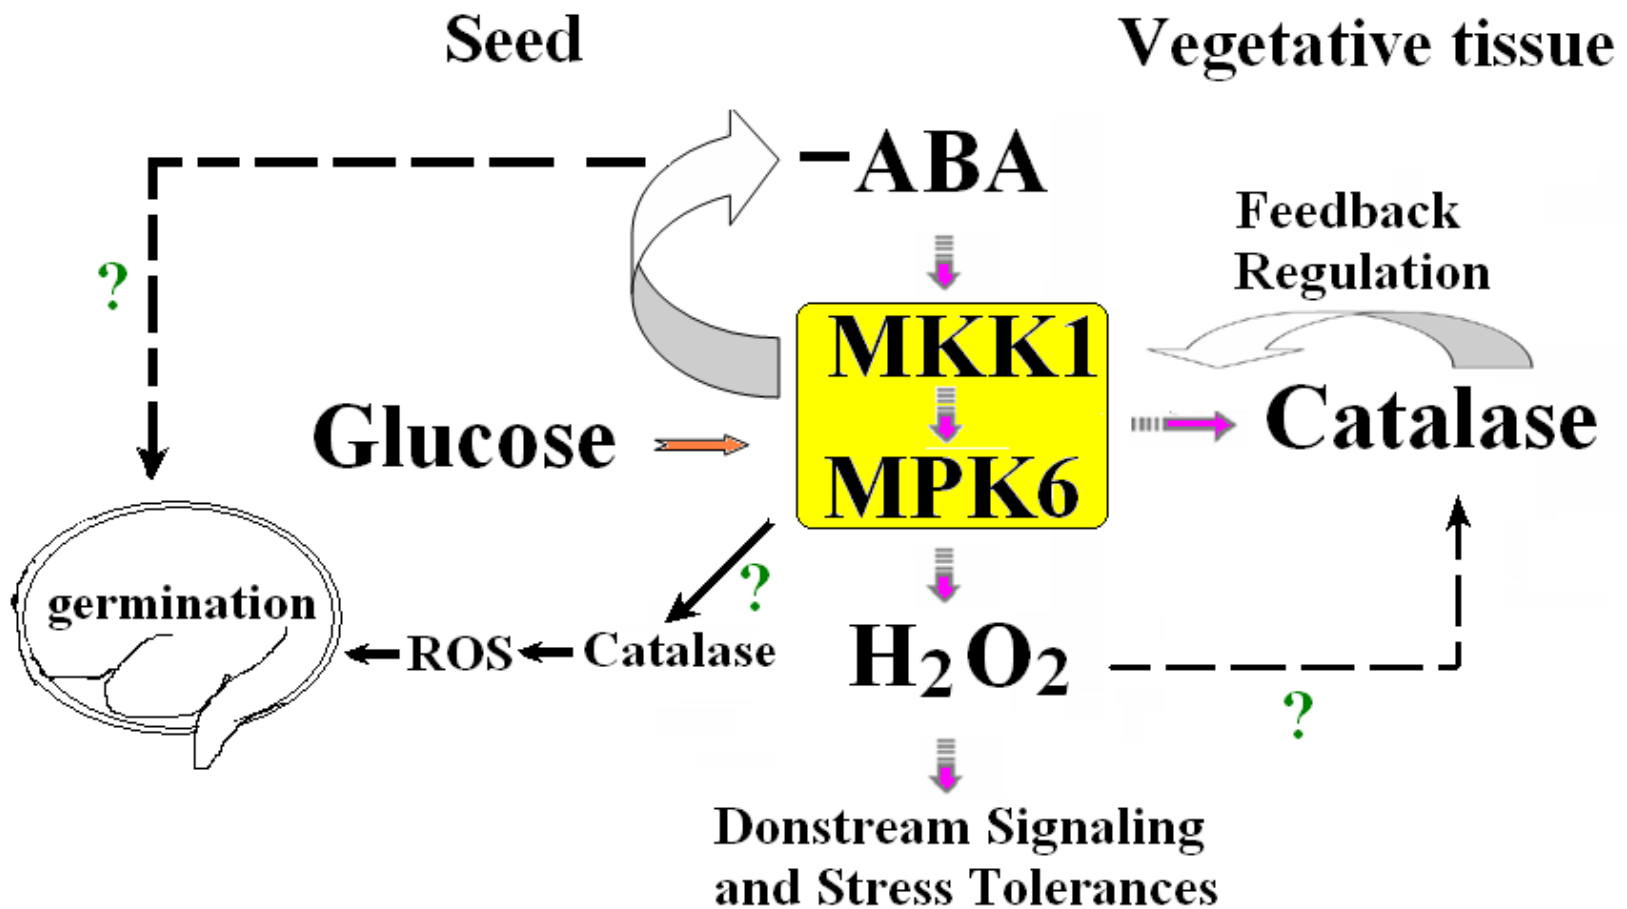 Seed
Vegetative tissue
ABA
Feedback
Regulation
?
MKK1
Glucose
Catalase
MPK6
?
germination
ROS
Catalase
H2O2
?
Donstream Signaling
and Stress Tolerances